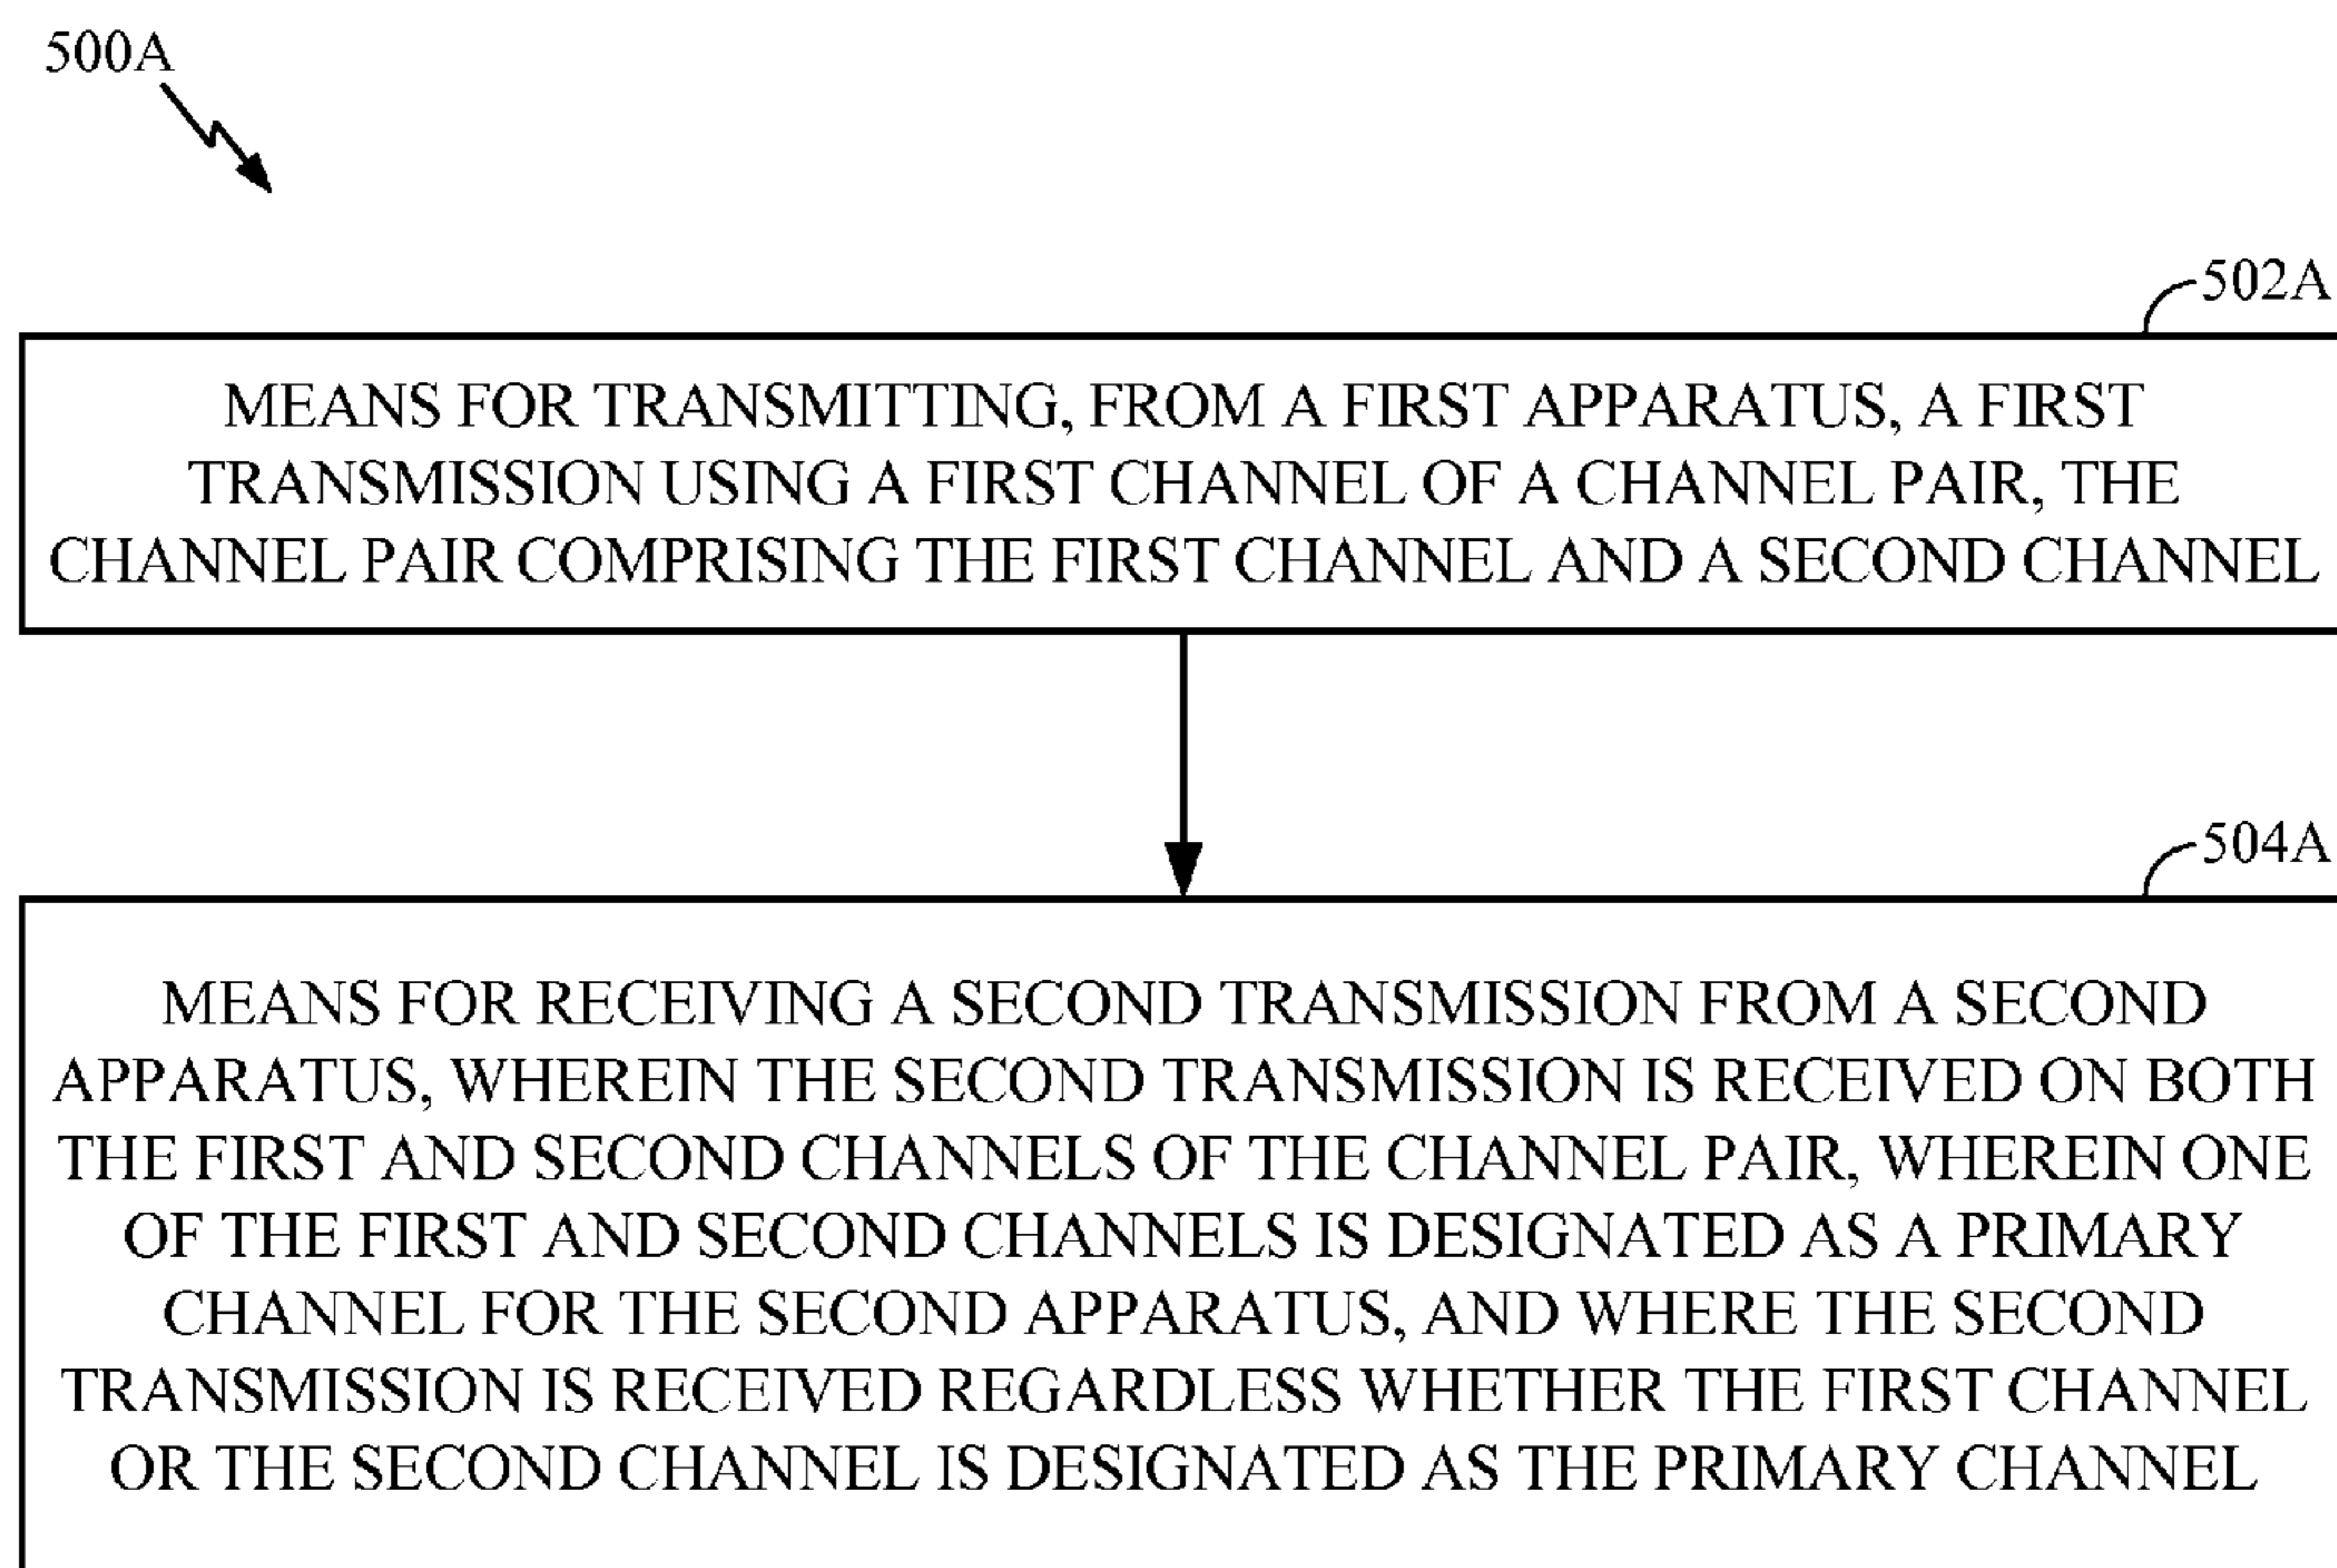 500A
502A
MEANS FOR TRANSMITTING, FROM A FIRST APPARATUS, A FIRST
TRANSMISSION USING A FIRST CHANNEL OF A CHANNEL PAIR, THE
CHANNEL PAIR COMPRISING THE FIRST CHANNEL AND A SECOND CHANNEL
504A
MEANS FOR RECEIVING A SECOND TRANSMISSION FROM A SECOND
APPARATUS, WHEREIN THE SECOND TRANSMISSION IS RECEIVED ON BOTH
THE FIRST AND SECOND CHANNELS OF THE CHANNEL PAIR, WHEREIN ONE
OF THE FIRST AND SECOND CHANNELS IS DESIGNATED AS A PRIMARY
CHANNEL FOR THE SECOND APPARATUS, AND WHERE THE SECOND
TRANSMISSION IS RECEIVED REGARDLESS WHETHER THE FIRST CHANNEL
OR THE SECOND CHANNEL IS DESIGNATED AS THE PRIMARY CHANNEL